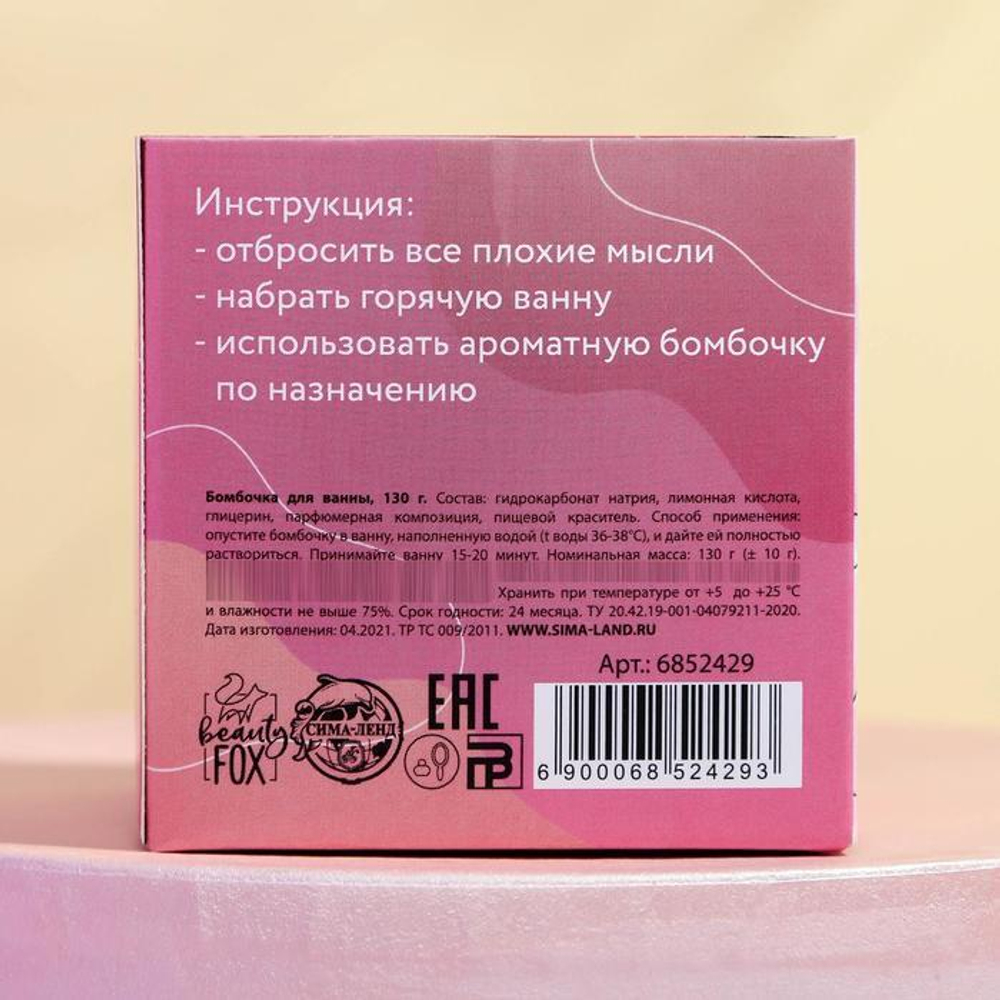 Инструкция:
- отбросить все плохие мысли
- набрать горячую ванну
- использовать ароматную бомбочку
по назначению
Бомбочка для ванны, 130 г. Состав: гидрокарбонат натрия, лимонная кислота,
глицерин, парфюмерная композиция, пищевой краситель. Способ применения:
опустите бомбочку в ванну, наполненную водой (t воды 36-38°С), и дайте ей полностью
раствориться. Принимайте ванну 15-20 минут. Номинальная масса: 130 г (± 10 г).
Хранить при температуре от +5 до +25 °С
и влажности не выше 75%. Срок годности: 24 месяца. ТУ 20.42.19-001-04079211-2020.
Дата изготовления: 04.2021. ТР ТС 009/2011. WWW.SIMA-LAND.RU
Арт.: 6852429
beauty
FOX
СИМА-ЛЕНД
EAC
6 900068 524293